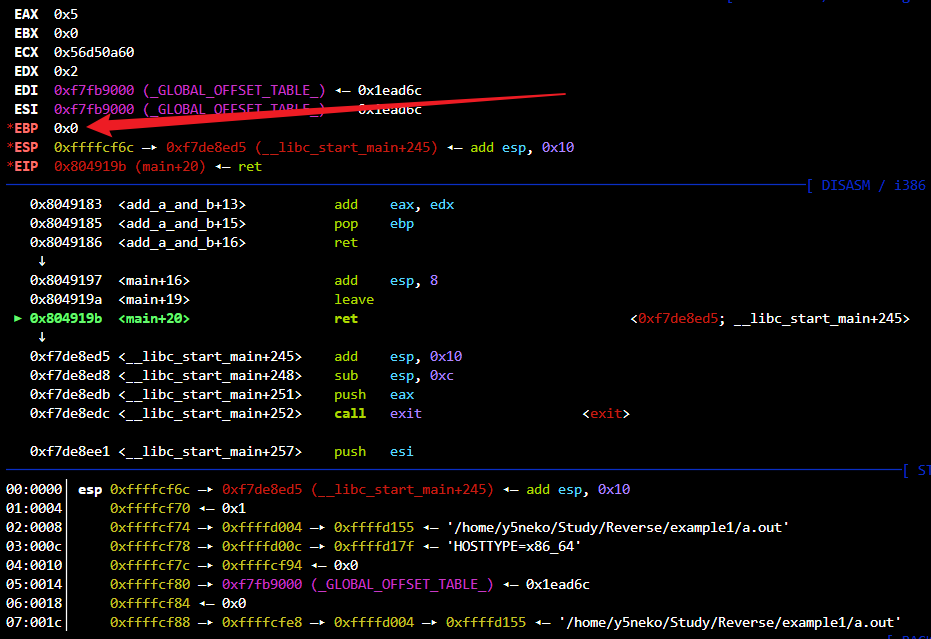 EAX 0x5
EBX 0x0
ECX 0x56d50a60
EDX 0x2
EDI 0xf7fb9000 (_GLOBAL_OFFSET_TABLE_) ◂— 0x1ead6c
ESI 0xf7fb9000 (_GLOBAL_OFFSET_TABLE_) ◂— 0x1ead6c
*EBP 0x0
*ESP 0xffffcf6c —▸ 0xf7de8ed5 (__libc_start_main+245) ◂— add esp, 0x10
*EIP 0x804919b (main+20) ◂— ret
[ DISASM / i386
0x8049183 <add_a_and_b+13> add eax, edx
0x8049185 <add_a_and_b+15> pop ebp
0x8049186 <add_a_and_b+16> ret
↓
0x8049197 <main+16> add esp, 8
0x804919a <main+19> leave
► 0x804919b <main+20> ret <0xf7de8ed5; __libc_start_main+245>
↓
0xf7de8ed5 <__libc_start_main+245> add esp, 0x10
0xf7de8ed8 <__libc_start_main+248> sub esp, 0xc
0xf7de8edb <__libc_start_main+251> push eax
0xf7de8edc <__libc_start_main+252> call exit <exit>
0xf7de8ee1 <__libc_start_main+257> push esi
[ ST
00:0000│ esp 0xffffcf6c —▸ 0xf7de8ed5 (__libc_start_main+245) ◂— add esp, 0x10
01:0004│ 0xffffcf70 ◂— 0x1
02:0008│ 0xffffcf74 —▸ 0xffffd004 —▸ 0xffffd155 ◂— '/home/y5neko/Study/Reverse/example1/a.out'
03:000c│ 0xffffcf78 —▸ 0xffffd00c —▸ 0xffffd17f ◂— 'HOSTTYPE=x86_64'
04:0010│ 0xffffcf7c —▸ 0xffffcf94 ◂— 0x0
05:0014│ 0xffffcf80 —▸ 0xf7fb9000 (_GLOBAL_OFFSET_TABLE_) ◂— 0x1ead6c
06:0018│ 0xffffcf84 ◂— 0x0
07:001c│ 0xffffcf88 —▸ 0xffffcfe8 —▸ 0xffffd004 —▸ 0xffffd155 ◂— '/home/y5neko/Study/Reverse/example1/a.out'